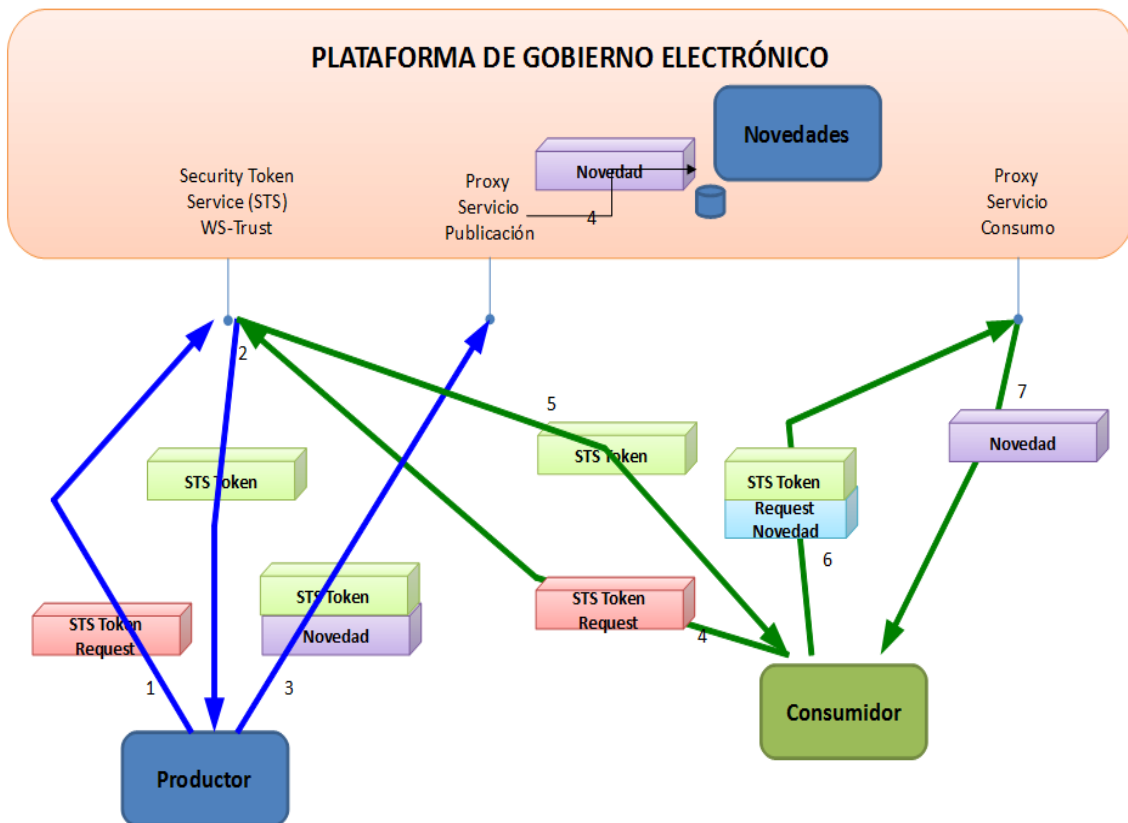 PLATAFORMA DE GOBIERNO ELECTRÓNICO
Novedades
Novedad
4
Security Token
Service (STS)
WS-Trust
Proxy
Servicio
Publicación
Proxy
Servicio
Consumo
2
5
7
STS Token
STS Token
STS Token
Request
Novedad
Novedad
6
STS Token
Request
STS Token
Novedad
STS Token
Request
4
1
3
Consumidor
Productor